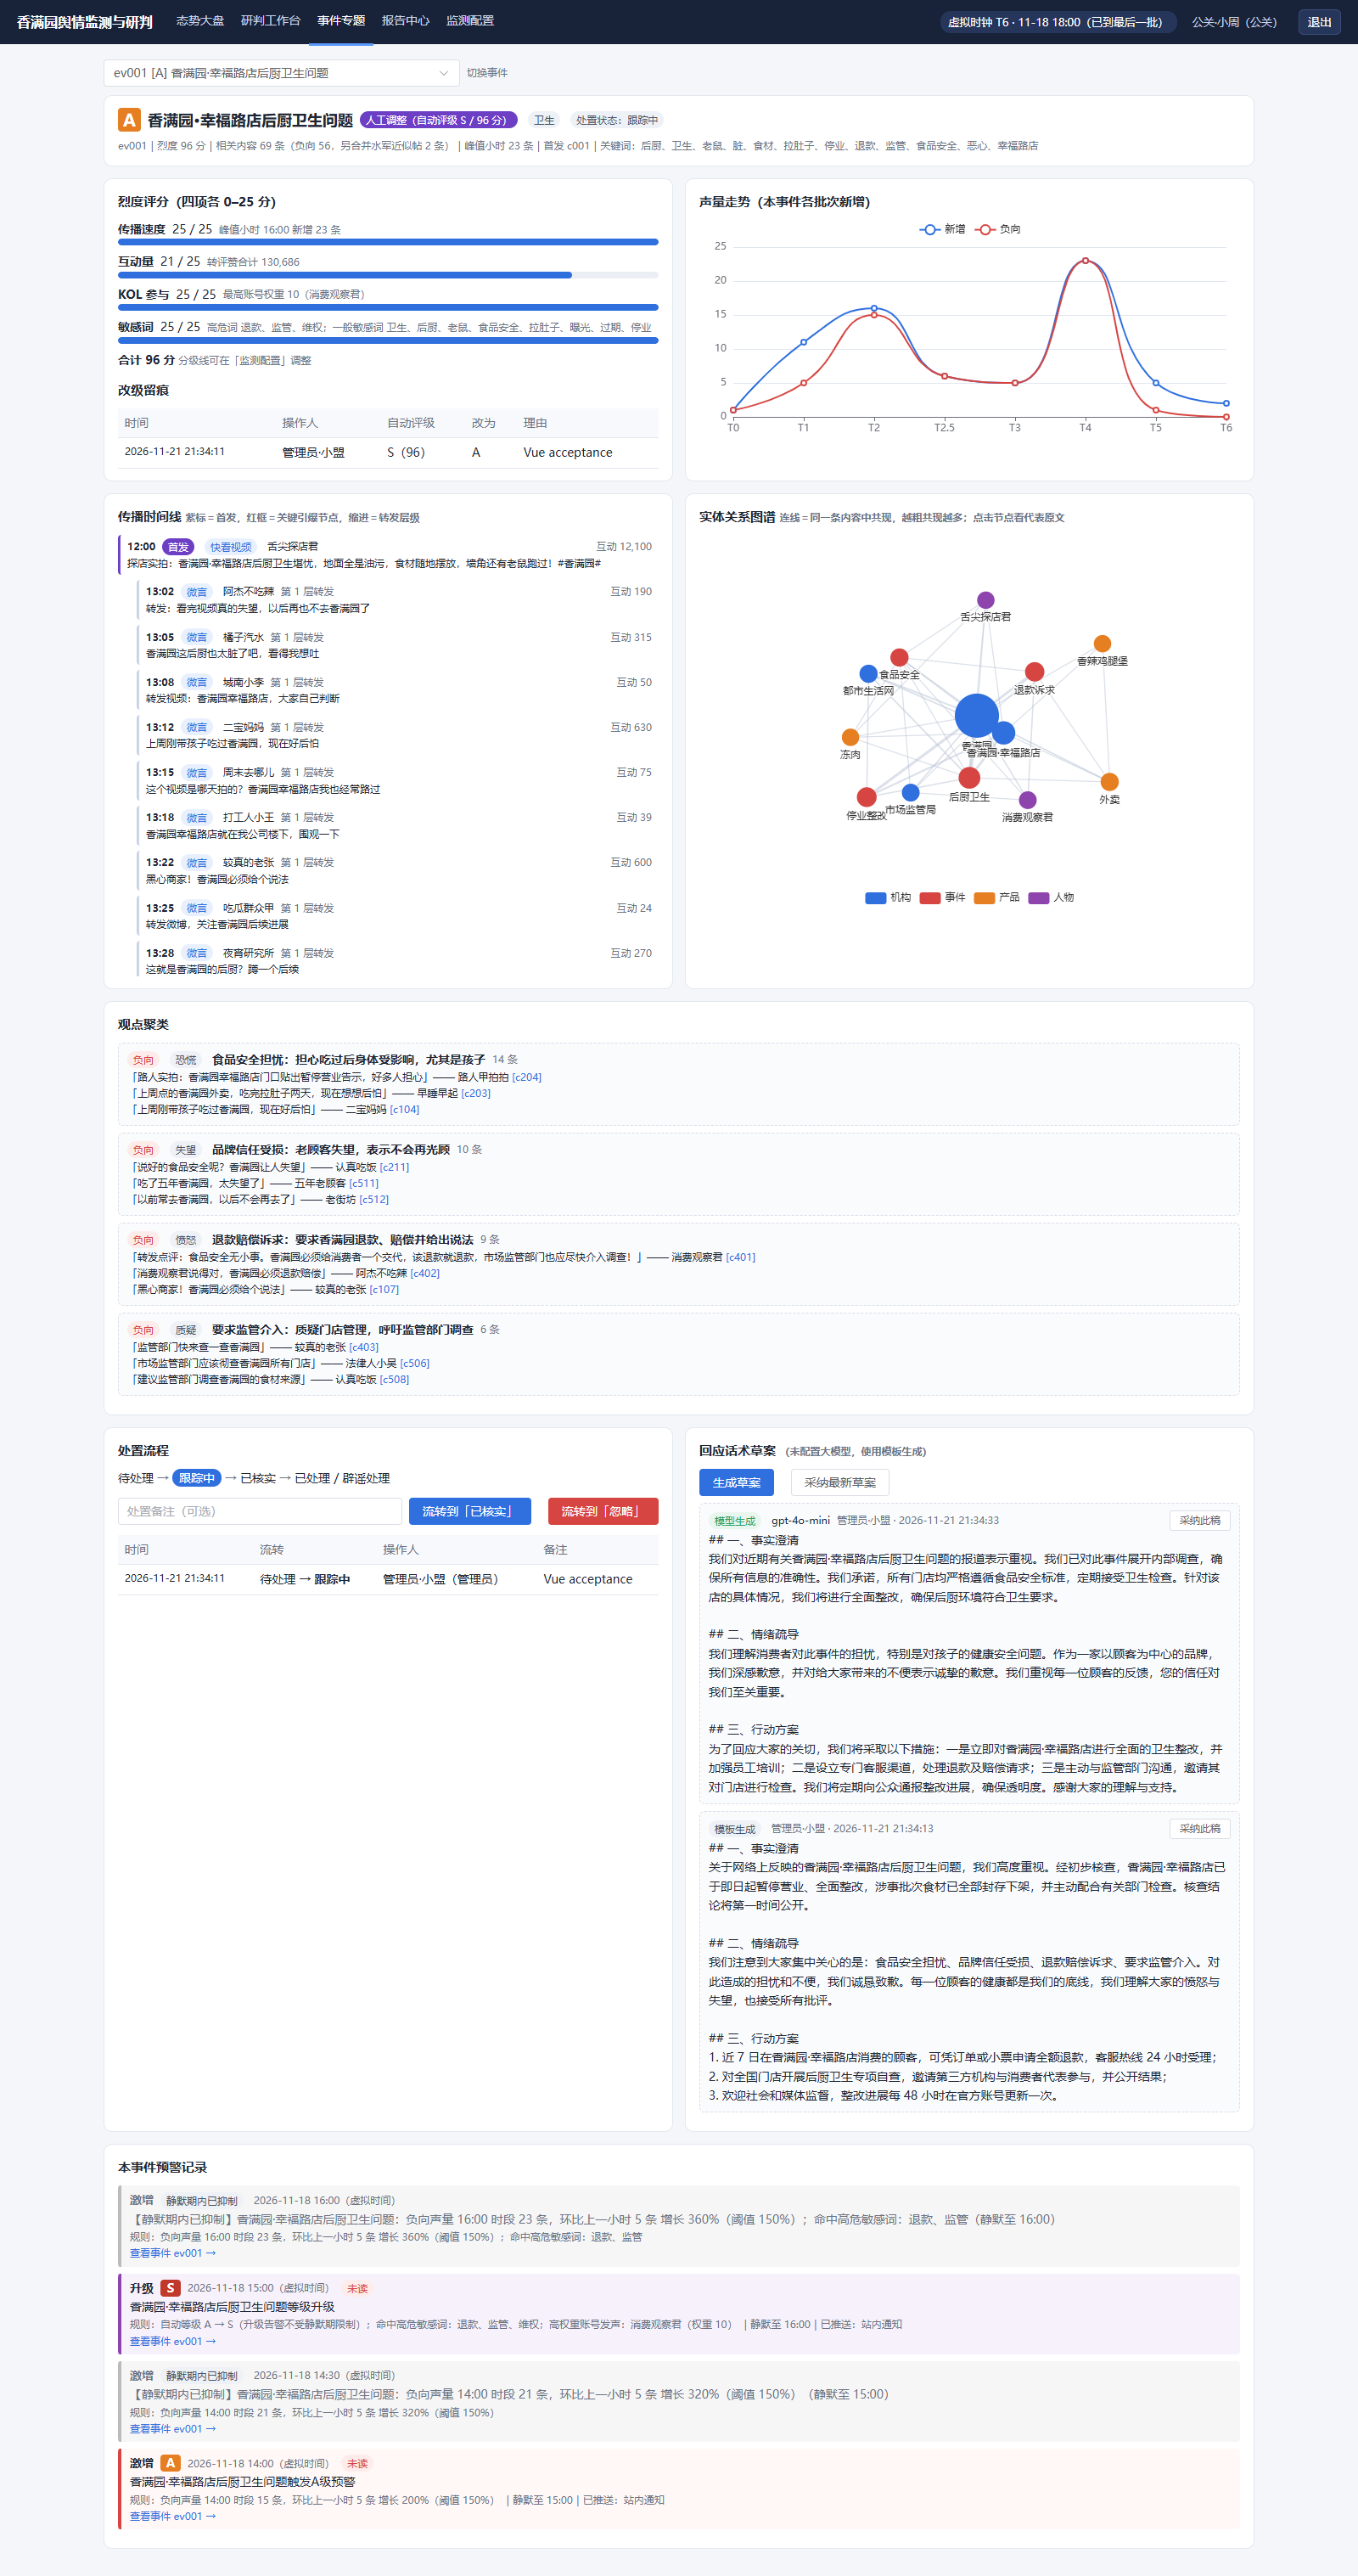 香满园舆情监测与研判 态势大盘 研判工作台 事件专题 报告中心 监测配置 虚拟时钟 T6 · 11-18 18:00（已到最后一批） 公关·小周（公关） 退出
ev001 [A] 香满园·幸福路店后厨卫生问题 切换事件
A 香满园·幸福路店后厨卫生问题 人工调整（自动评级 S / 96 分） 卫生 处置状态：跟踪中
ev001 | 烈度 96 分 | 相关内容 69 条（负向 56，另合并水军近似帖 2 条） | 峰值小时 23 条 | 首发 c001 | 关键词：后厨、卫生、老鼠、脏、食材、拉肚子、停业、退款、监管、食品安全、恶心、幸福路店
烈度评分（四项各 0–25 分）
传播速度 25 / 25 峰值小时 16:00 新增 23 条
互动量 21 / 25 转评赞合计 130,686
KOL 参与 25 / 25 最高账号权重 10（消费观察君）
敏感词 25 / 25 高危词 退款、监管、维权；一般敏感词 卫生、后厨、老鼠、食品安全、拉肚子、曝光、过期、停业
合计 96 分 分级线可在「监测配置」调整
改级留痕
时间 操作人 自动评级 改为 理由
2026-11-21 21:34:11 管理员·小盟 S（96） A Vue acceptance
声量走势（本事件各批次新增）
新增 负向
25
20
15
10
5
0
T0 T1 T2 T2.5 T3 T4 T5 T6
传播时间线 紫标＝首发，红框＝关键引爆节点，缩进＝转发层级
12:00 首发 快看视频 舌尖探店君 互动 12,100
探店实拍：香满园·幸福路店后厨卫生堪忧，地面全是油污，食材随地摆放，墙角还有老鼠跑过！#香满园#
13:02 微言 阿杰不吃辣 第 1 层转发 互动 190
转发：看完视频真的失望，以后再也不去香满园了
13:05 微言 橘子汽水 第 1 层转发 互动 315
香满园这后厨也太脏了吧，看得我想吐
13:08 微言 城南小李 第 1 层转发 互动 50
转发视频：香满园幸福路店，大家自己判断
13:12 微言 二宝妈妈 第 1 层转发 互动 630
上周刚带孩子吃过香满园，现在好后怕
13:15 微言 周末去哪儿 第 1 层转发 互动 75
这个视频是哪天拍的？香满园幸福路店我也经常路过
13:18 微言 打工人小王 第 1 层转发 互动 39
香满园幸福路店就在我公司楼下，围观一下
13:22 微言 较真的老张 第 1 层转发 互动 600
黑心商家！香满园必须给个说法
13:25 微言 吃瓜群众甲 第 1 层转发 互动 24
转发微博，关注香满园后续进展
13:28 微言 夜宵研究所 第 1 层转发 互动 270
这就是香满园的后厨？蹲一个后续
实体关系图谱 连线＝同一条内容中共现，越粗共现越多；点击节点看代表原文
舌尖探店君
香辣鸡腿堡
食品安全
都市生活网
退款诉求
香满园
香满园·幸福路店
冻肉
后厨卫生
外卖
停业整改
市场监管局
消费观察君
机构 事件 产品 人物
观点聚类
负向 恐慌 食品安全担忧：担心吃过后身体受影响，尤其是孩子 14 条
「路人实拍：香满园幸福路店门口贴出暂停营业告示，好多人担心」—— 路人甲拍拍 [c204]
「上周点的香满园外卖，吃完拉肚子两天，现在想想后怕」—— 早睡早起 [c203]
「上周刚带孩子吃过香满园，现在好后怕」—— 二宝妈妈 [c104]
负向 失望 品牌信任受损：老顾客失望，表示不会再光顾 10 条
「说好的食品安全呢？香满园让人失望」—— 认真吃饭 [c211]
「吃了五年香满园，太失望了」—— 五年老顾客 [c511]
「以前常去香满园，以后不会再去了」—— 老街坊 [c512]
负向 愤怒 退款赔偿诉求：要求香满园退款、赔偿并给出说法 9 条
「转发点评：食品安全无小事。香满园必须给消费者一个交代，该退款就退款，市场监管部门也应尽快介入调查！」—— 消费观察君 [c401]
「消费观察君说得对，香满园必须退款赔偿」—— 阿杰不吃辣 [c402]
「黑心商家！香满园必须给个说法」—— 较真的老张 [c107]
负向 质疑 要求监管介入：质疑门店管理，呼吁监管部门调查 6 条
「监管部门快来查一查香满园」—— 较真的老张 [c403]
「市场监管部门应该彻查香满园所有门店」—— 法律人小吴 [c506]
「建议监管部门调查香满园的食材来源」—— 认真吃饭 [c508]
处置流程
待处理 → 跟踪中 → 已核实 → 已处理 / 辟谣处理
处置备注（可选） 流转到「已核实」 流转到「忽略」
时间 流转 操作人 备注
2026-11-21 21:34:11 待处理 → 跟踪中 管理员·小盟（管理员） Vue acceptance
回应话术草案 （未配置大模型，使用模板生成）
生成草案 采纳最新草案
模型生成 gpt-4o-mini 管理员·小盟 · 2026-11-21 21:34:33 采纳此稿
## 一、事实澄清
我们对近期有关香满园·幸福路店后厨卫生问题的报道表示重视。我们已对此事件展开内部调查，确
保所有信息的准确性。我们承诺，所有门店均严格遵循食品安全标准，定期接受卫生检查。针对该
店的具体情况，我们将进行全面整改，确保后厨环境符合卫生要求。
## 二、情绪疏导
我们理解消费者对此事件的担忧，特别是对孩子的健康安全问题。作为一家以顾客为中心的品牌，
我们深感歉意，并对给大家带来的不便表示诚挚的歉意。我们重视每一位顾客的反馈，您的信任对
我们至关重要。
## 三、行动方案
为了回应大家的关切，我们将采取以下措施：一是立即对香满园·幸福路店进行全面的卫生整改，并
加强员工培训；二是设立专门客服渠道，处理退款及赔偿请求；三是主动与监管部门沟通，邀请其
对门店进行检查。我们将定期向公众通报整改进展，确保透明度。感谢大家的理解与支持。
模板生成 管理员·小盟 · 2026-11-21 21:34:13 采纳此稿
## 一、事实澄清
关于网络上反映的香满园·幸福路店后厨卫生问题，我们高度重视。经初步核查，香满园·幸福路店已
于即日起暂停营业、全面整改，涉事批次食材已全部封存下架，并主动配合有关部门检查。核查结
论将第一时间公开。
## 二、情绪疏导
我们注意到大家集中关心的是：食品安全担忧、品牌信任受损、退款赔偿诉求、要求监管介入。对
此造成的担忧和不便，我们诚恳致歉。每一位顾客的健康都是我们的底线，我们理解大家的愤怒与
失望，也接受所有批评。
## 三、行动方案
1. 近 7 日在香满园·幸福路店消费的顾客，可凭订单或小票申请全额退款，客服热线 24 小时受理；
2. 对全国门店开展后厨卫生专项自查，邀请第三方机构与消费者代表参与，并公开结果；
3. 欢迎社会和媒体监督，整改进展每 48 小时在官方账号更新一次。
本事件预警记录
激增 静默期内已抑制 2026-11-18 16:00（虚拟时间）
【静默期内已抑制】香满园·幸福路店后厨卫生问题：负向声量 16:00 时段 23 条，环比上一小时 5 条 增长 360%（阈值 150%）；命中高危敏感词：退款、监管（静默至 16:00）
规则：负向声量 16:00 时段 23 条，环比上一小时 5 条 增长 360%（阈值 150%）；命中高危敏感词：退款、监管
查看事件 ev001 →
升级 S 2026-11-18 15:00（虚拟时间） 未读
香满园·幸福路店后厨卫生问题等级升级
规则：自动等级 A → S（升级告警不受静默期限制）；命中高危敏感词：退款、监管、维权；高权重账号发声：消费观察君（权重 10） | 静默至 16:00 | 已推送：站内通知
查看事件 ev001 →
激增 静默期内已抑制 2026-11-18 14:30（虚拟时间）
【静默期内已抑制】香满园·幸福路店后厨卫生问题：负向声量 14:00 时段 21 条，环比上一小时 5 条 增长 320%（阈值 150%）（静默至 15:00）
规则：负向声量 14:00 时段 21 条，环比上一小时 5 条 增长 320%（阈值 150%）
查看事件 ev001 →
激增 A 2026-11-18 14:00（虚拟时间） 未读
香满园·幸福路店后厨卫生问题触发A级预警
规则：负向声量 14:00 时段 15 条，环比上一小时 5 条 增长 200%（阈值 150%） | 静默至 15:00 | 已推送：站内通知
查看事件 ev001 →